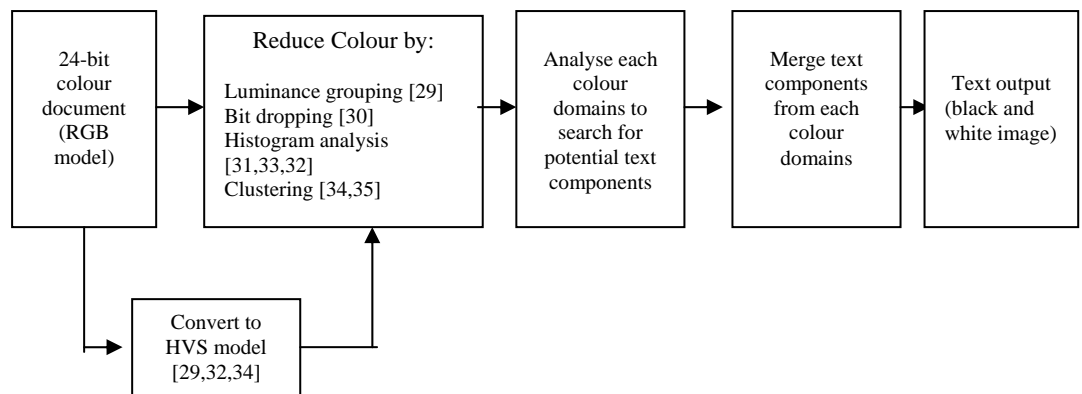 24-bit
colour
document
(RGB
model)
Reduce Colour by:
Luminance grouping [29]
Bit dropping [30]
Histogram analysis
[31,33,32]
Clustering [34,35]
Analyse each
colour
domains to
search for
potential text
components
Merge text
components
from each
colour
domains
Text output
(black and
white image)
Convert to
HVS model
[29,32,34]